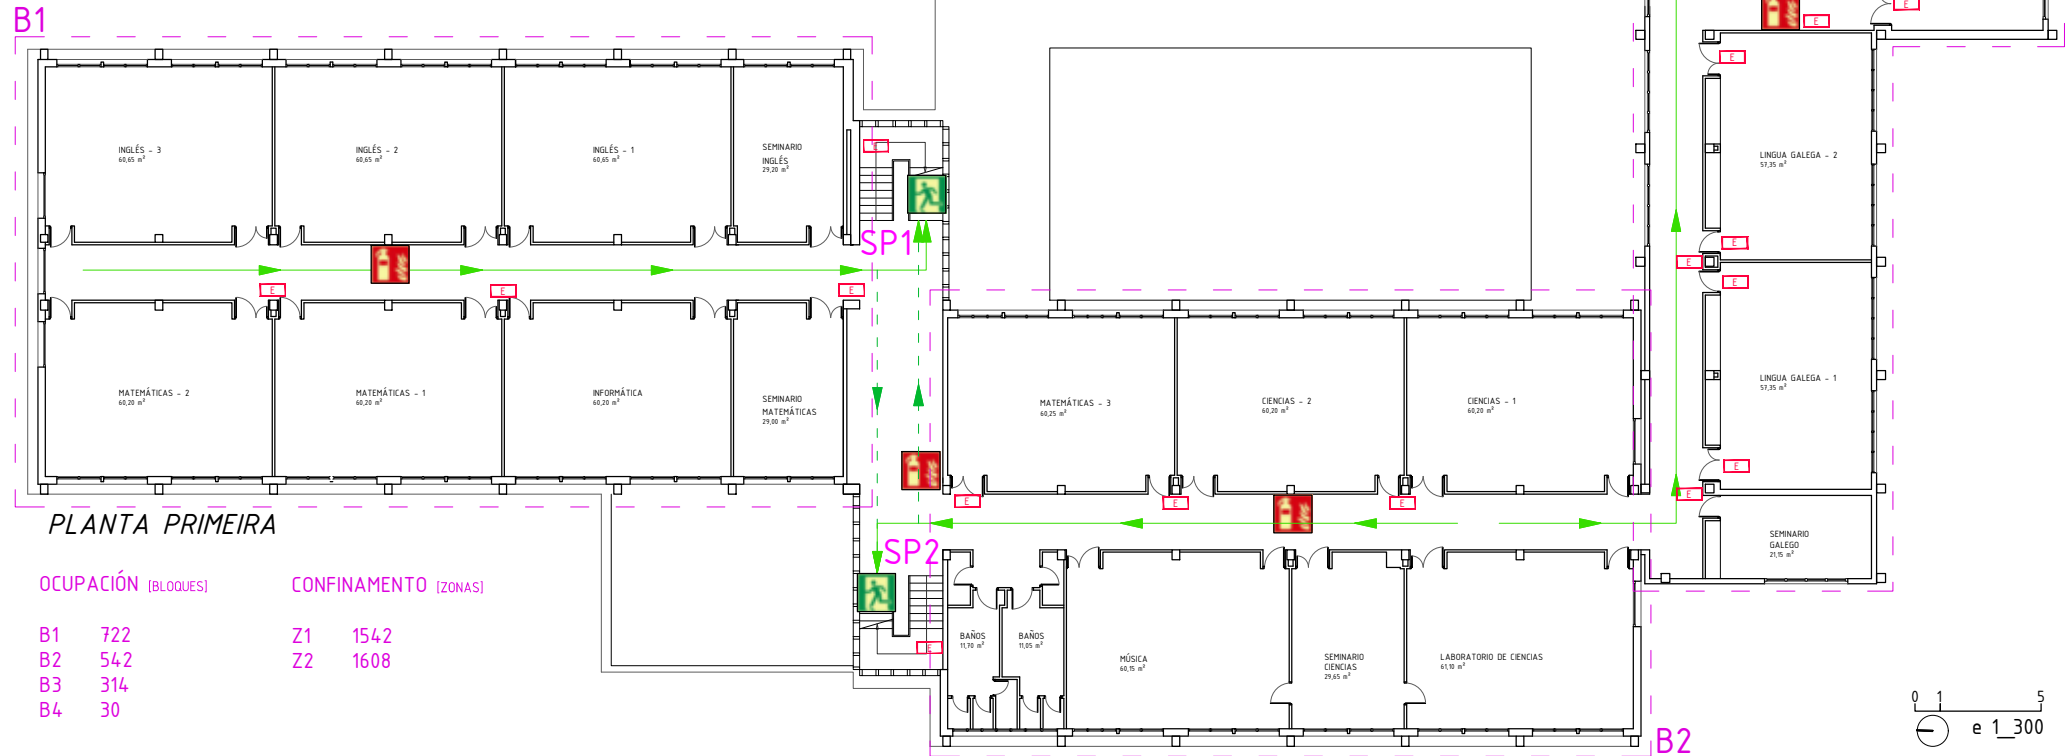 B1
E
E
E
INGLÉS - 3
60,65 m²
INGLÉS - 2
60,65 m²
INGLÉS - 1
60,65 m²
SEMINARIO
INGLÉS
29,20 m²
E
LINGUA GALEGA - 2
57,35 m²
SP1
E
E
E
E
E
E
MATEMÁTICAS - 2
60,20 m²
MATEMÁTICAS - 1
60,20 m²
INFORMÁTICA
60,20 m²
SEMINARIO
MATEMÁTICAS
29,00 m²
MATEMÁTICAS - 3
60,25 m²
CIENCIAS - 2
60,20 m²
CIENCIAS - 1
60,20 m²
LINGUA GALEGA - 1
57,35 m²
E
E
E
E
E
PLANTA PRIMEIRA
SP2
SEMINARIO
GALEGO
21,15 m²
OCUPACIÓN [BLOQUES]
B1 722
B2 542
B3 314
B4 30
CONFINAMENTO [ZONAS]
Z1 1542
Z2 1608
E
BAÑOS
11,70 m²
BAÑOS
11,05 m²
MÚSICA
60,15 m²
SEMINARIO
CIENCIAS
29,65 m²
LABORATORIO DE CIENCIAS
61,10 m²
B2
0 1 5
e 1_300